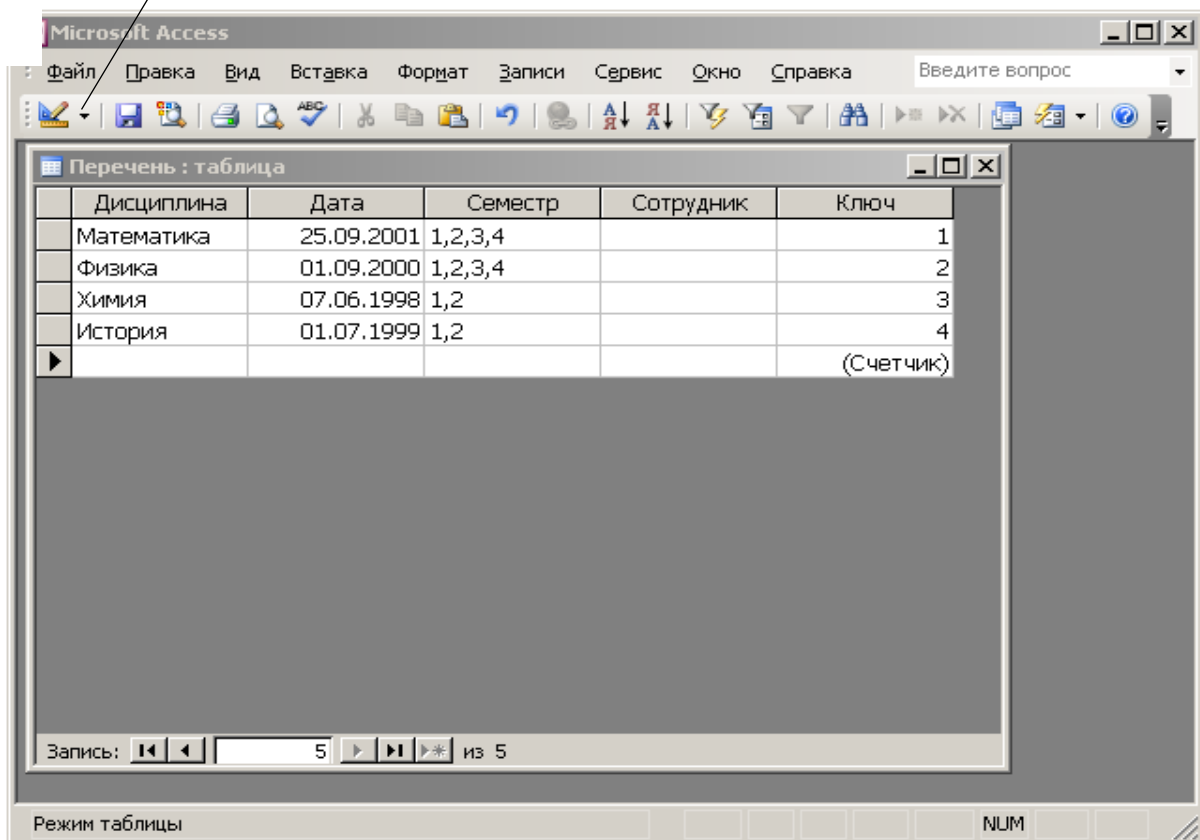 Microsoft Access
Файл Правка Вид Вставка Формат Записи Сервис Окно Справка Введите вопрос
ABC А Я Я А
Перечень : таблица
Дисциплина Дата Семестр Сотрудник Ключ
Математика 25.09.2001 1,2,3,4 1
Физика 01.09.2000 1,2,3,4 2
Химия 07.06.1998 1,2 3
История 01.07.1999 1,2 4
(Счетчик)
Запись: 5 из 5
Режим таблицы NUM